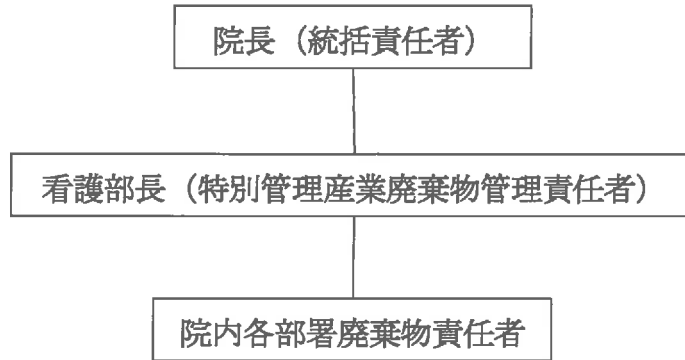 院長（統括責任者）
看護部長（特別管理産業廃棄物管理責任者）
院内各部署廃棄物責任者